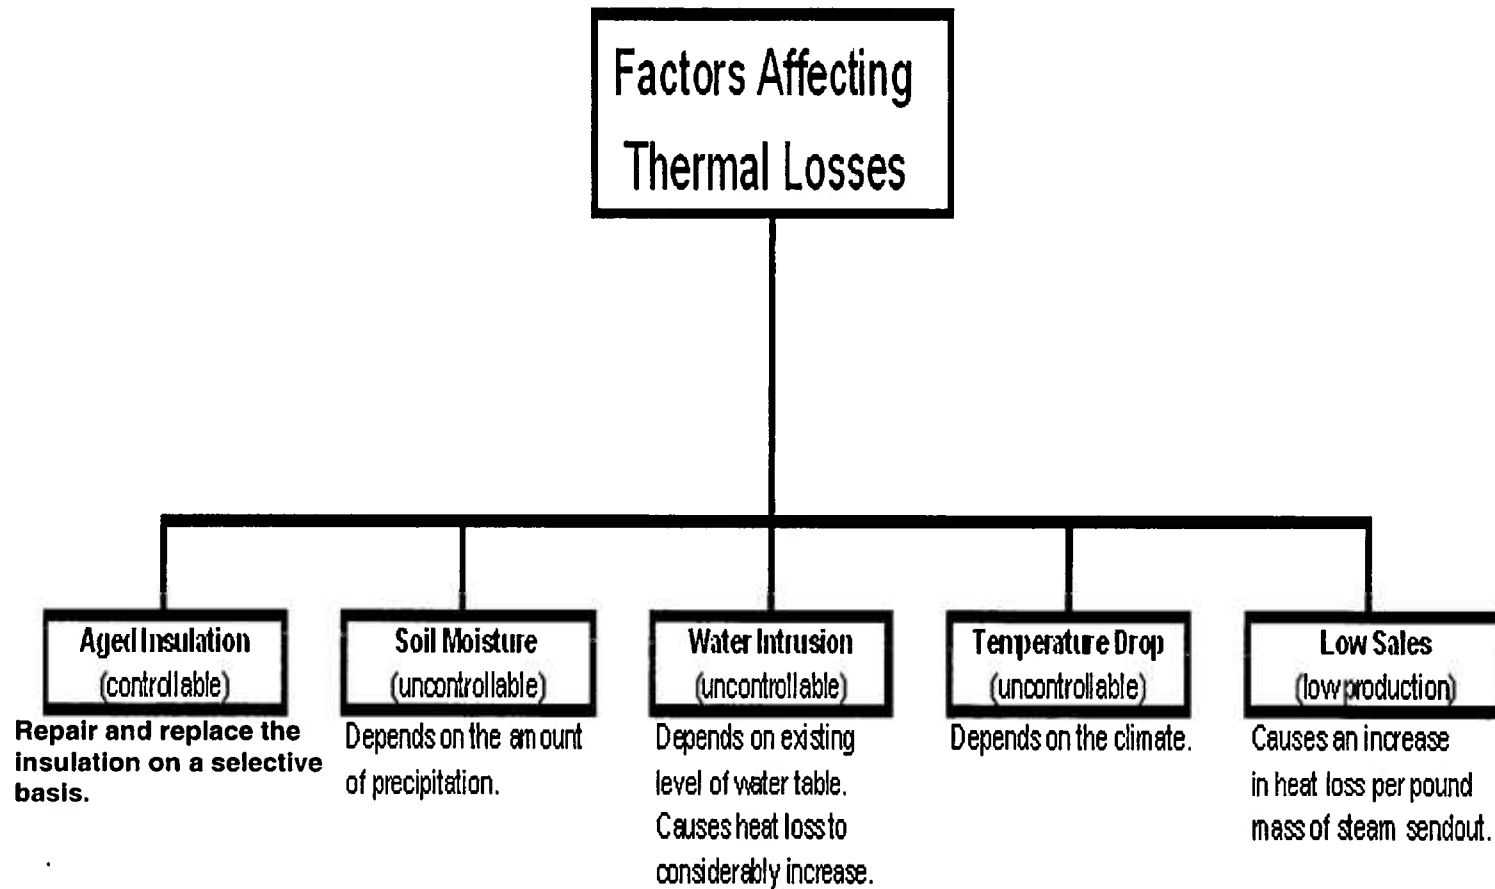 Factors Affecting
Thermal Losses
Aged Insulation
(controllable)
Repair and replace the
insulation on a selective
basis.
Soil Moisture
(uncontrollable)
Depends on the amount
of precipitation.
Water Intrusion
(uncontrollable)
Depends on existing
level of water table.
Causes heat loss to
considerably increase.
Temperature Drop
(uncontrollable)
Depends on the climate.
Low Sales
(low production)
Causes an increase
in heat loss per pound
mass of steam sendout.